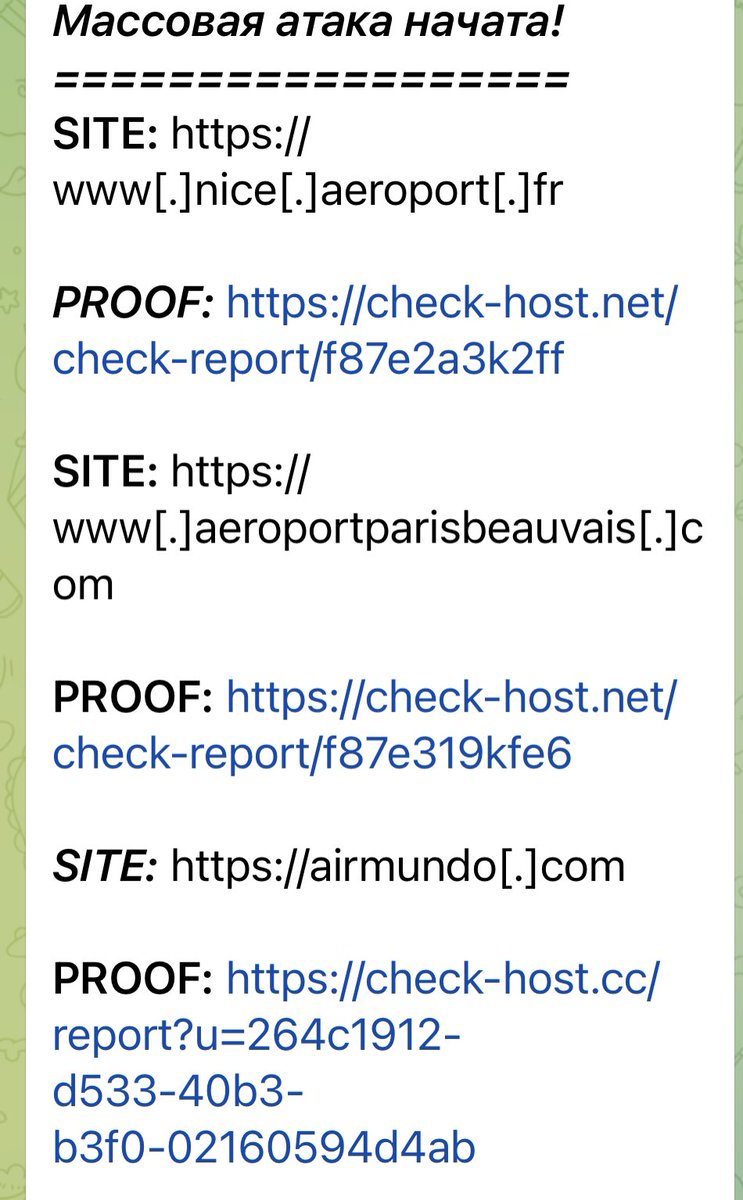 Массовая атака начата!
==================
SITE: https://
www[.]nice[.]aeroport[.]fr
PROOF: https://check-host.net/
check-report/f87e2a3k2ff
SITE: https://
www[.]aeroportparisbeauvais[.]c
om
PROOF: https://check-host.net/
check-report/f87e319kfe6
SITE: https://airmundo[.]com
PROOF: https://check-host.cc/
report?u=264c1912-
d533-40b3-
b3f0-02160594d4ab